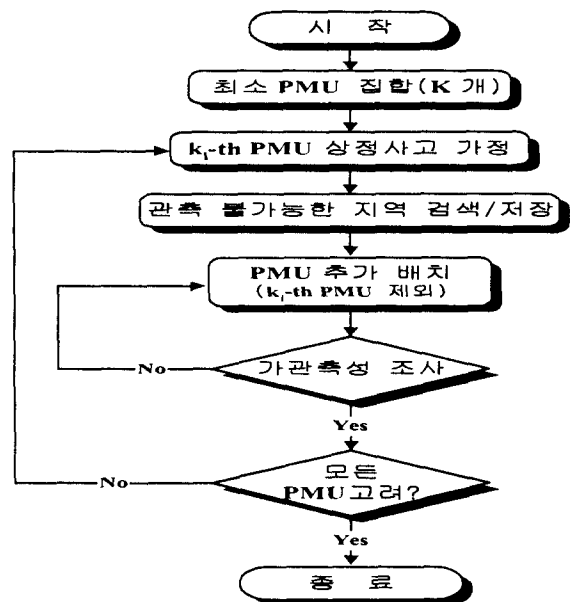 시 작
최소 PMU 집합(K 개)
k_i-th PMU 상정사고 가정
관측 불가능한 지역 검색/저장
PMU 추가 배치
(k_i-th PMU 제외)
No
가관측성 조사
Yes
No
모든
PMU고려?
Yes
종 료